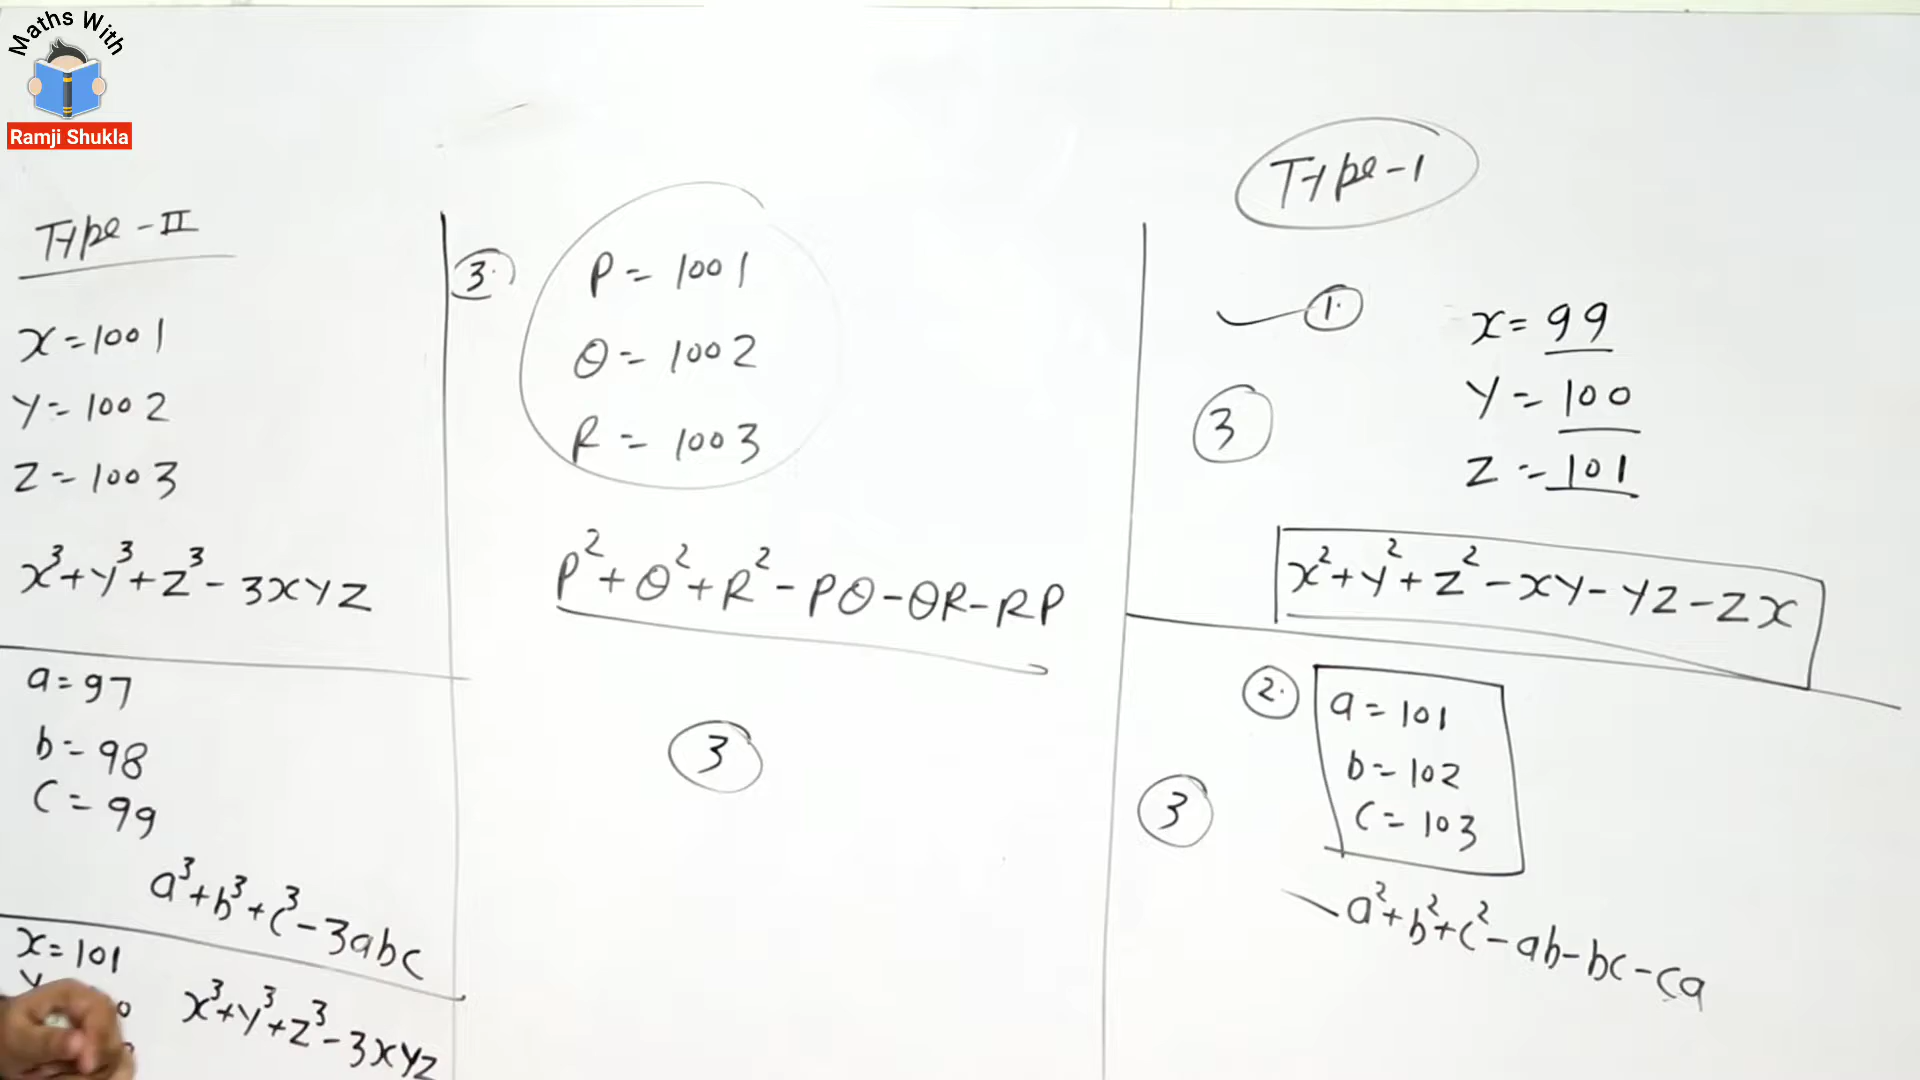 Maths With
Ramji Shukla
Type-II
x=1001
y=1002
z=1003
x³+y³+z³-3xyz
a=97
b=98
c=99
a³+b³+c³-3abc
x=101
x³+y³+z³-3xyz
3.
P=1001
Q=1002
R=1003
P²+Q²+R²-PQ-QR-RP
3
Type-1
1.
x=99
3
y=100
z=101
x²+y²+z²-xy-yz-zx
2.
a=101
b=102
3
c=103
a²+b²+c²-ab-bc-ca